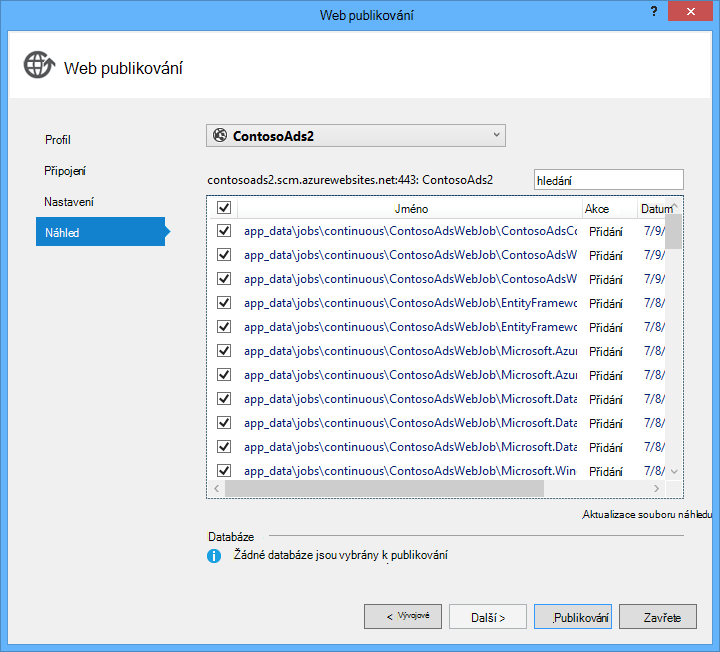 Web publikování
?
Web publikování
Profil
Připojení
Nastavení
Náhled
ContosoAds2
contosoads2.scm.azurewebsites.net:443: ContosoAds2
hledání
Jméno Akce Datum
app_data\jobs\continuous\ContosoAdsWebJob\ContosoAdsCo Přidání 7/9/
app_data\jobs\continuous\ContosoAdsWebJob\ContosoAdsW Přidání 7/9/
app_data\jobs\continuous\ContosoAdsWebJob\ContosoAdsW Přidání 7/9/
app_data\jobs\continuous\ContosoAdsWebJob\EntityFramewo Přidání 7/8/
app_data\jobs\continuous\ContosoAdsWebJob\EntityFramewo Přidání 7/8/
app_data\jobs\continuous\ContosoAdsWebJob\Microsoft.Azur Přidání 7/8/
app_data\jobs\continuous\ContosoAdsWebJob\Microsoft.Azur Přidání 7/8/
app_data\jobs\continuous\ContosoAdsWebJob\Microsoft.Data Přidání 7/8/
app_data\jobs\continuous\ContosoAdsWebJob\Microsoft.Data Přidání 7/8/
app_data\jobs\continuous\ContosoAdsWebJob\Microsoft.Data Přidání 7/8/
app_data\jobs\continuous\ContosoAdsWebJob\Microsoft.Win Přidání 7/8/
Aktualizace souboru náhledu
Databáze
Žádné databáze jsou vybrány k publikování
< Vývojové
Další >
Publikování
Zavřete